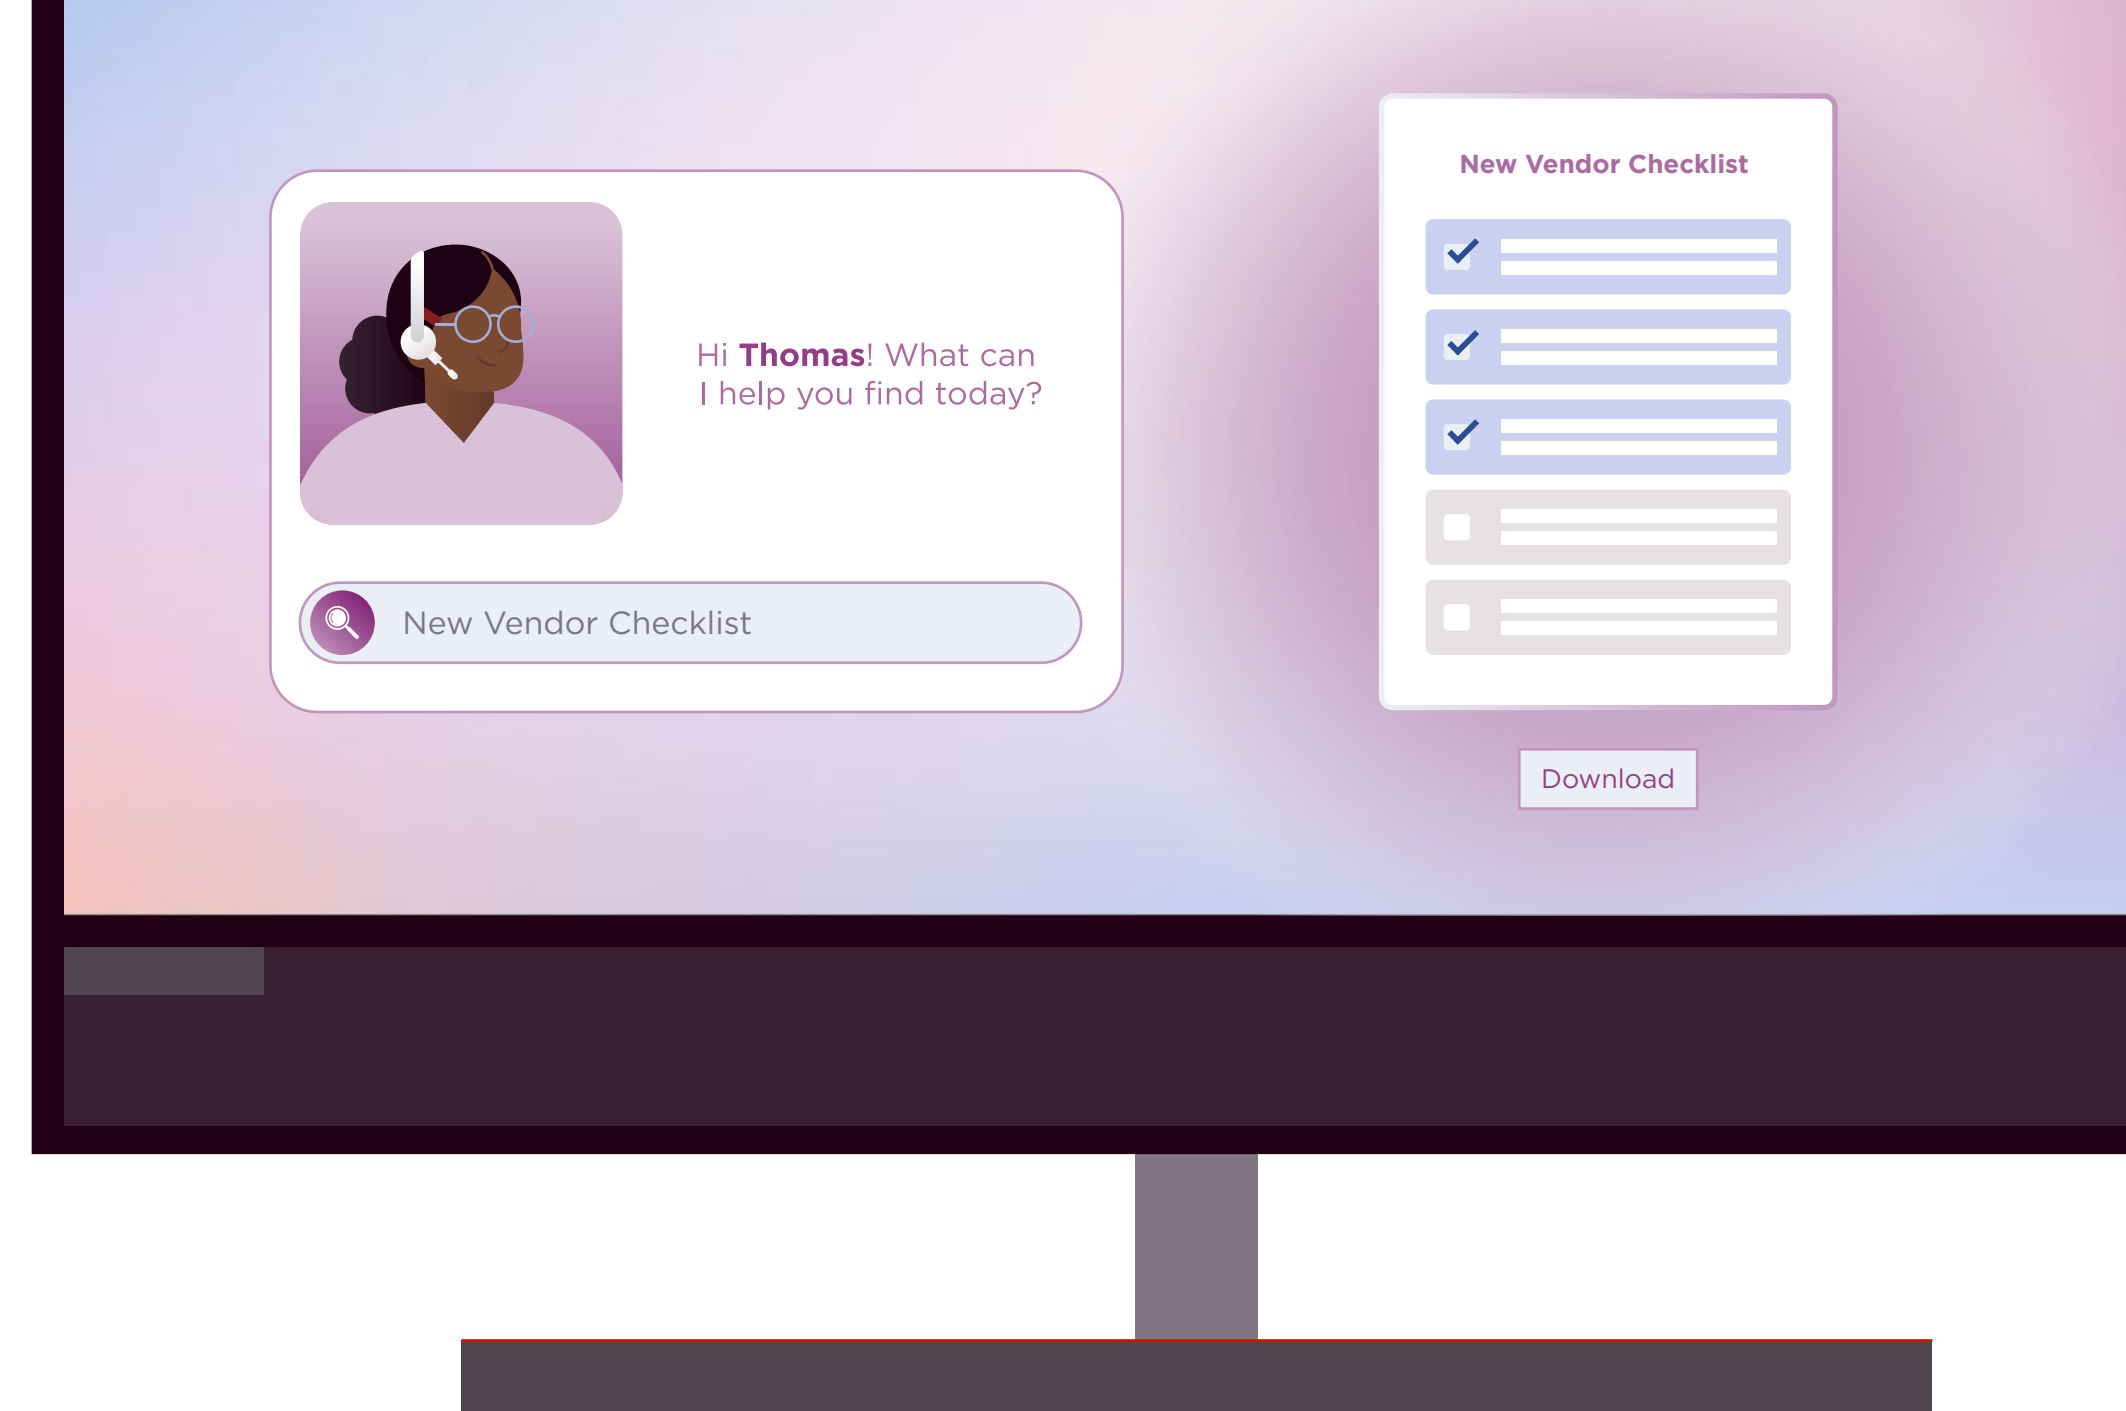 Hi Thomas! What can
I help you find today?
New Vendor Checklist
New Vendor Checklist
Download